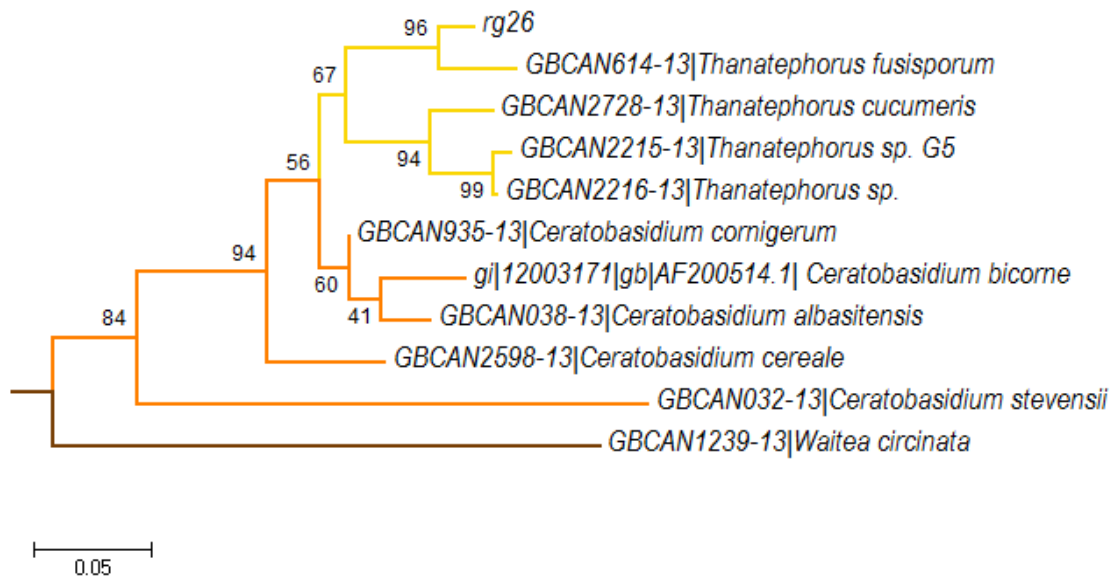 96
rg26
GBCAN614-13|Thanatephorus fusisporum
67
GBCAN2728-13|Thanatephorus cucumeris
94
GBCAN2215-13|Thanatephorus sp. G5
56
99
GBCAN2216-13|Thanatephorus sp.
GBCAN935-13|Ceratobasidium cornigerum
94
60
gi|12003171|gb|AF200514.1| Ceratobasidium bicorne
84
41
GBCAN038-13|Ceratobasidium albasitensis
GBCAN2598-13|Ceratobasidium cereale
GBCAN032-13|Ceratobasidium stevensii
GBCAN1239-13|Waitea circinata
0.05